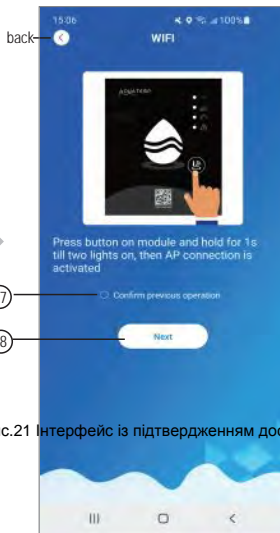 15:06 100%
back WIFI
Press button on module and hold for 1s
till two lights on, then AP connection is
activated
7 Confirm previous operation
8 Next
с.21 Інтерфейс із підтвердженням дос